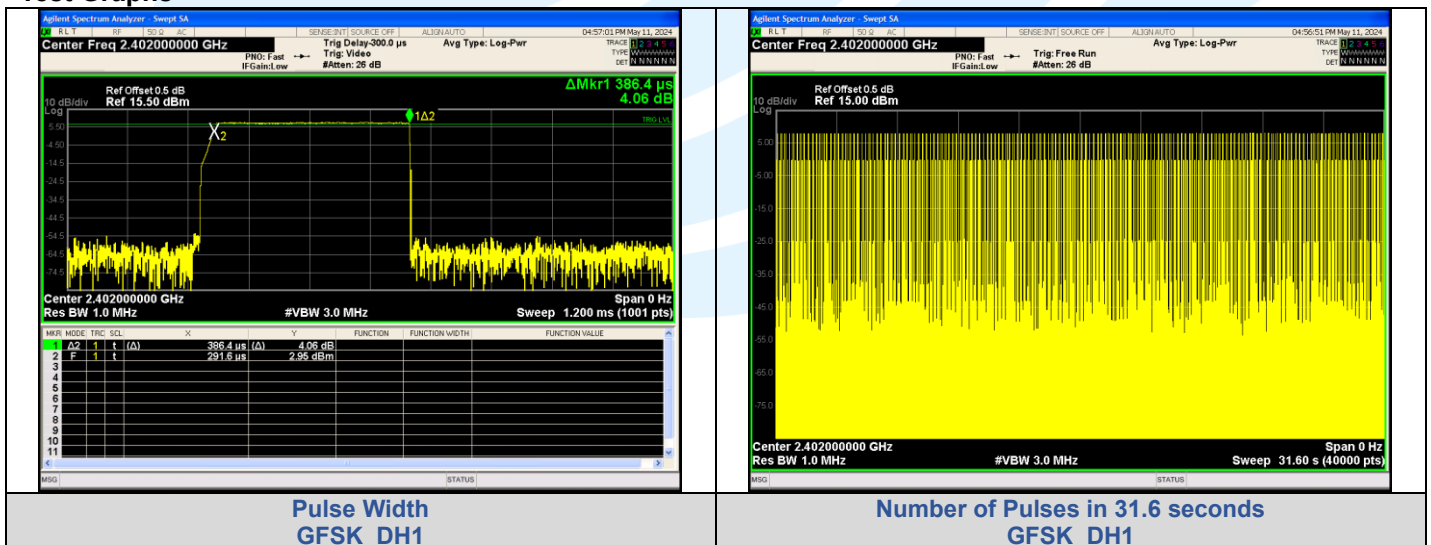 Agilent Spectrum Analyzer - Swept SA
RLT RF 50 Ω AC SENSE:INT SOURCE OFF ALIGNAUTO 04:57:01 PM May 11, 2024
Center Freq 2.402000000 GHz
Trig Delay-300.0 µs Avg Type: Log-Pwr TRACE 1 2 3 4 5 6
PNO: Fast Trig: Video TYPE
IFGain:Low #Atten: 26 dB DET N N N N N N
ΔMkr1 386.4 µs
Ref Offset 0.5 dB 4.06 dB
10 dB/div Ref 15.50 dBm
Log
1Δ2
TRIG LVL
X2
5.50
-4.50
-14.5
-24.5
-34.5
-44.5
-54.5
-64.5
-74.5
Center 2.402000000 GHz Span 0 Hz
Res BW 1.0 MHz #VBW 3.0 MHz Sweep 1.200 ms (1001 pts)
MKR MODE TRC SCL X Y FUNCTION FUNCTION WIDTH FUNCTION VALUE
1 Δ2 1 t (Δ) 386.4 µs (Δ) 4.06 dB
2 F 1 t 291.6 µs 2.95 dBm
3
4
5
6
7
8
9
10
11
MSG STATUS
Pulse Width
GFSK_DH1
Agilent Spectrum Analyzer - Swept SA
RLT RF 50 Ω AC SENSE:INT SOURCE OFF ALIGNAUTO 04:56:51 PM May 11, 2024
Center Freq 2.402000000 GHz
Avg Type: Log-Pwr TRACE 1 2 3 4 5 6
PNO: Fast Trig: Free Run TYPE
IFGain:Low #Atten: 26 dB DET N N N N N N
Ref Offset 0.5 dB
10 dB/div Ref 15.00 dBm
Log
5.00
-5.00
-15.0
-25.0
-35.0
-45.0
-55.0
-65.0
-75.0
Center 2.402000000 GHz Span 0 Hz
Res BW 1.0 MHz #VBW 3.0 MHz Sweep 31.60 s (40000 pts)
MSG STATUS
Number of Pulses in 31.6 seconds
GFSK_DH1